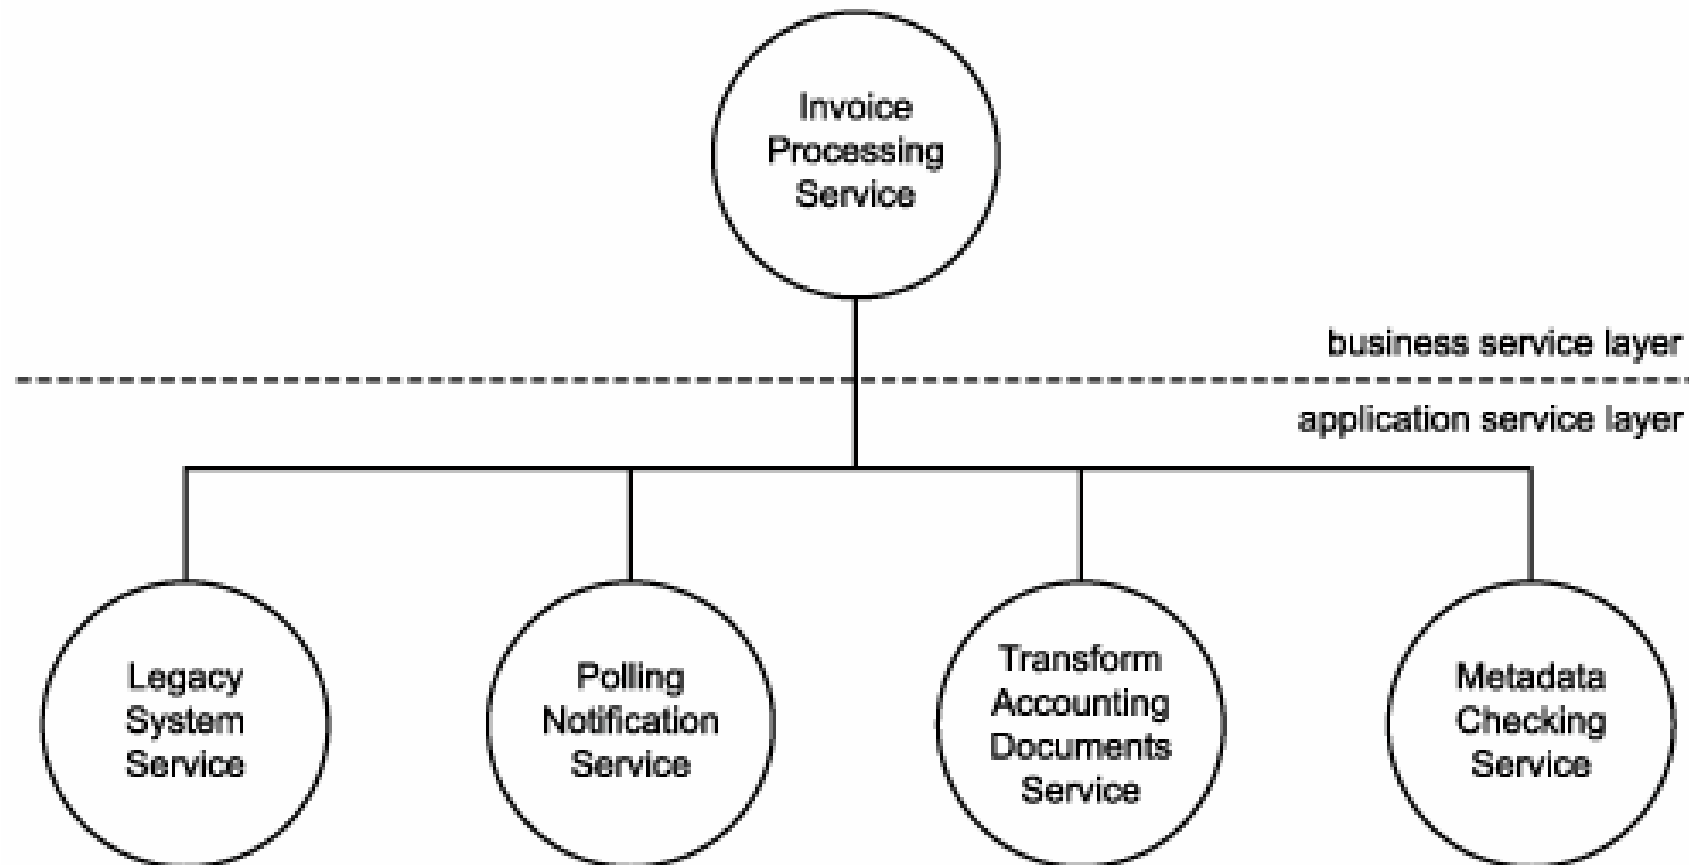 Invoice
Processing
Service
business service layer
application service layer
Legacy
System
Service
Polling
Notification
Service
Transform
Accounting
Documents
Service
Metadata
Checking
Service